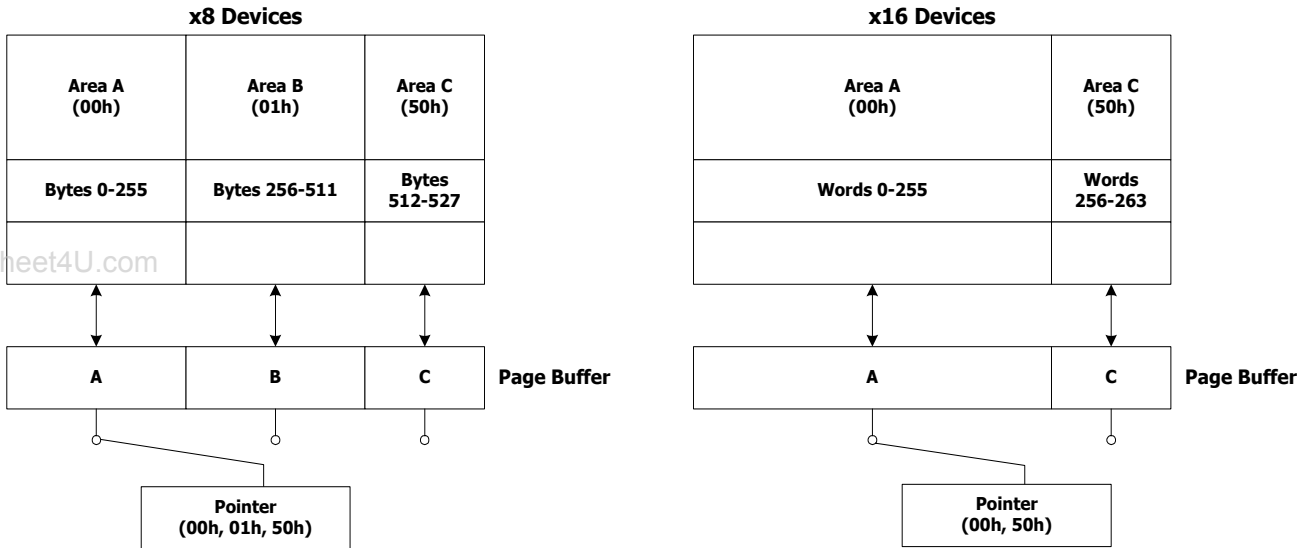 x8 Devices
Area A
(00h)
Area B
(01h)
Area C
(50h)
Bytes 0-255
Bytes 256-511
Bytes
512-527
heet4U.com
A
B
C
Page Buffer
Pointer
(00h, 01h, 50h)
x16 Devices
Area A
(00h)
Area C
(50h)
Words 0-255
Words
256-263
A
C
Page Buffer
Pointer
(00h, 50h)